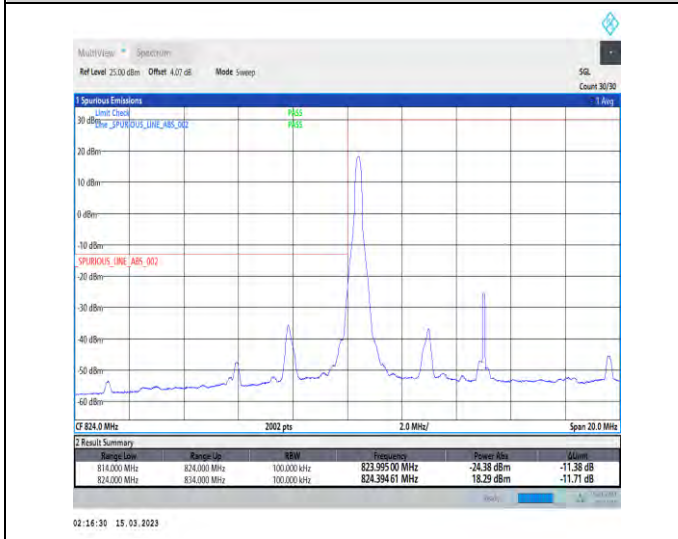 MultiView Spectrum
Ref Level 25.00 dBm Offset 4.07 dB Mode Sweep SGL
Count 30/30
1 Spurious Emissions 1 Avg
Limit Check PASS
30 dBm Line _SPURIOUS_LINE_ABS_002 PASS
20 dBm
10 dBm
0 dBm
-10 dBm
_SPURIOUS_LINE_ABS_002
-20 dBm
-30 dBm
-40 dBm
-50 dBm
-60 dBm
CF 824.0 MHz 2002 pts 2.0 MHz/ Span 20.0 MHz
2 Result Summary
Range Low Range Up RBW Frequency Power Abs ΔLimit
814.000 MHz 824.000 MHz 100.000 kHz 823.995 00 MHz -24.38 dBm -11.38 dB
824.000 MHz 834.000 MHz 100.000 kHz 824.394 61 MHz 18.29 dBm -11.71 dB
02:16:30 15.03.2023